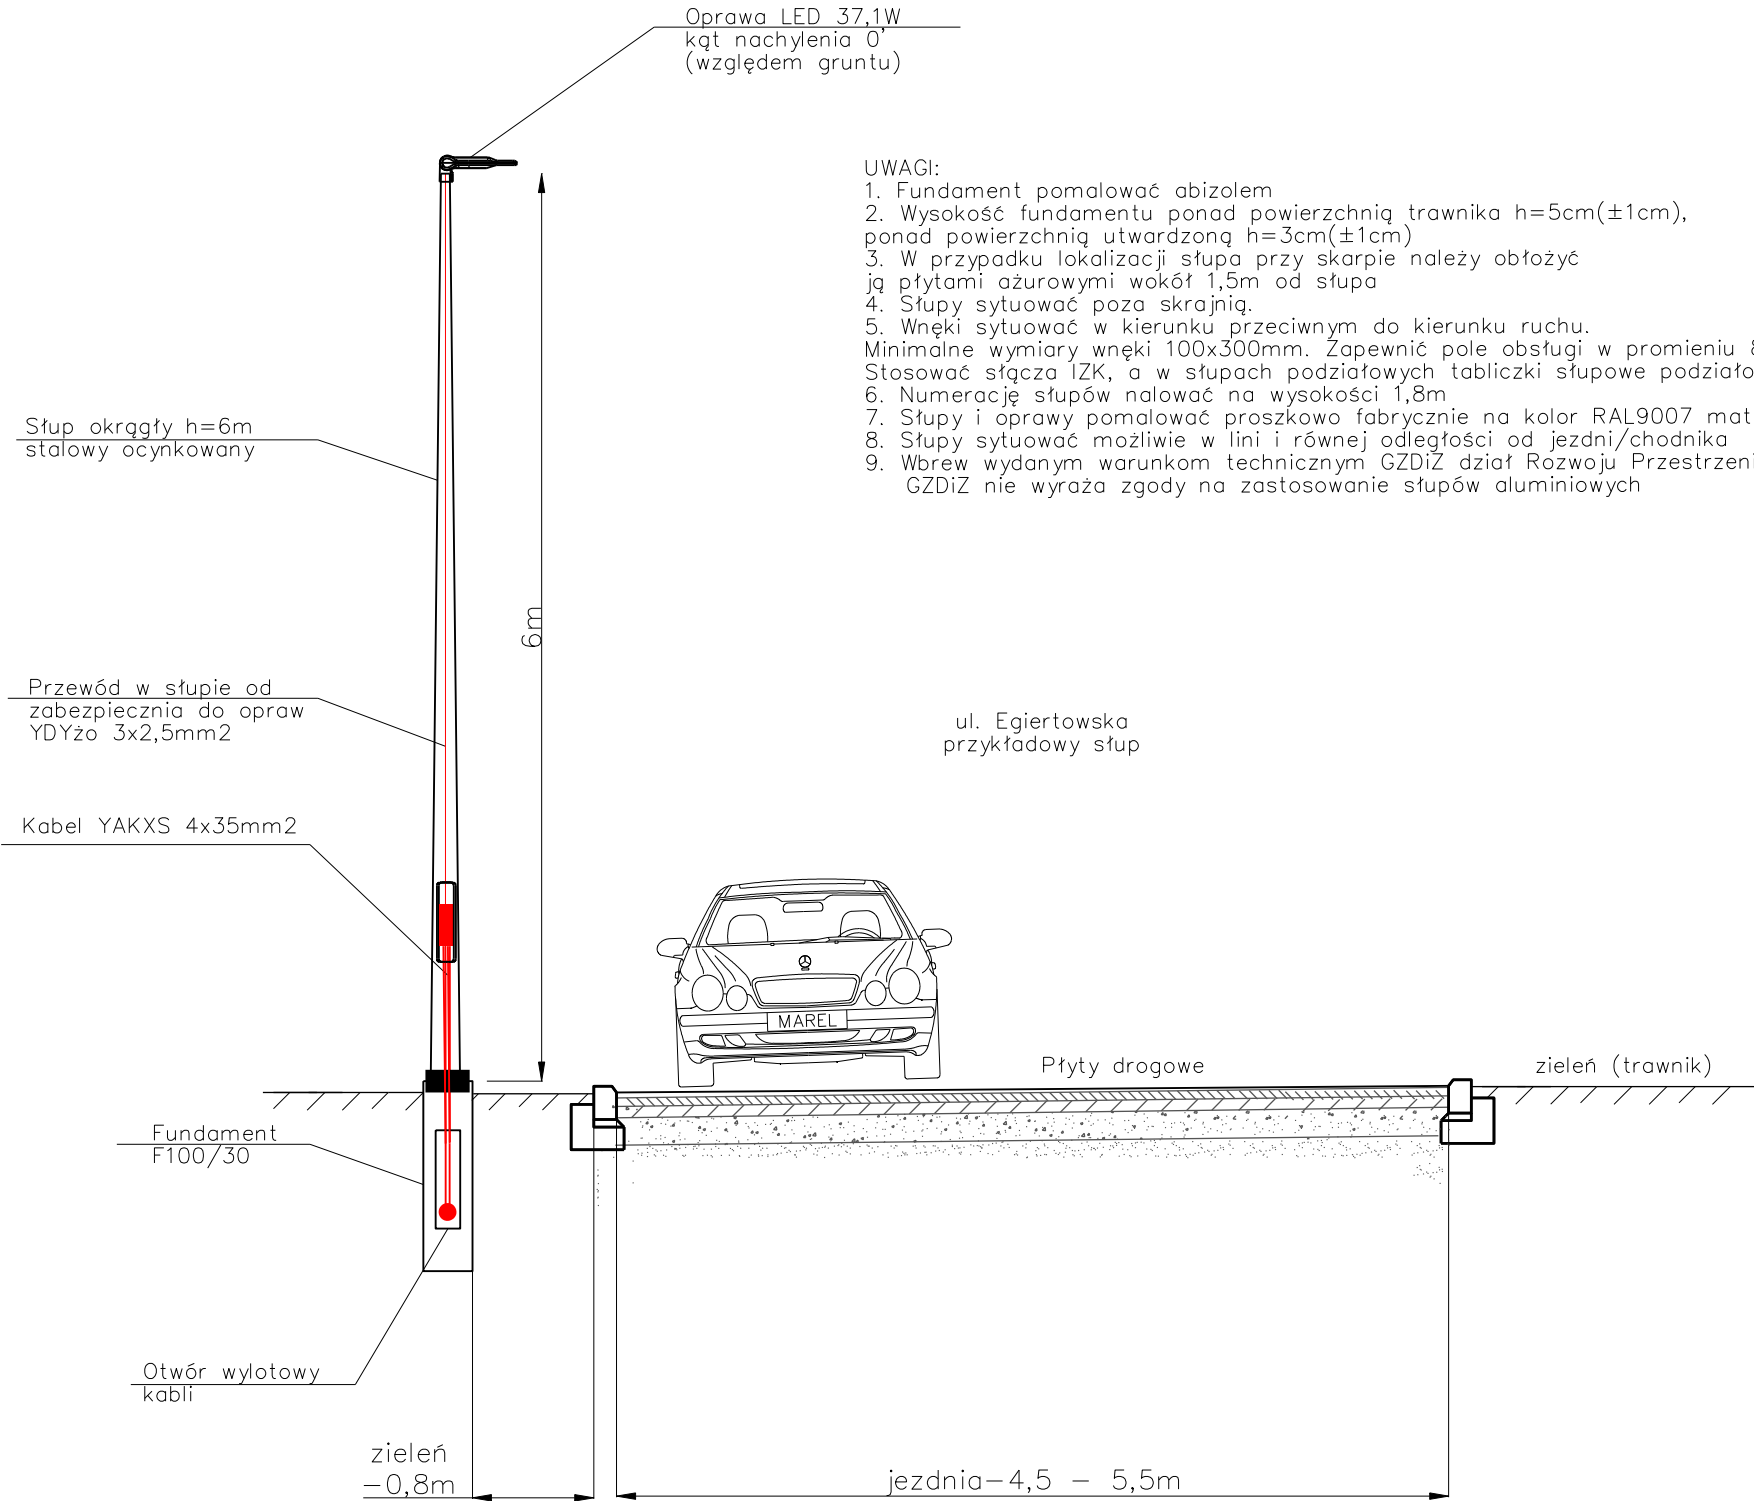 Oprawa LED 37,1W
kąt nachylenia 0'
(względem gruntu)
UWAGI:
1. Fundament pomalować abizolem
2. Wysokość fundamentu ponad powierzchnią trawnika h=5cm(±1cm),
ponad powierzchnią utwardzoną h=3cm(±1cm)
3. W przypadku lokalizacji słupa przy skarpie należy obłożyć
ją płytami ażurowymi wokół 1,5m od słupa
4. Słupy sytuować poza skrajnią.
5. Wnęki sytuować w kierunku przeciwnym do kierunku ruchu.
Minimalne wymiary wnęki 100x300mm. Zapewnić pole obsługi w promieniu
Stosować słącza IZK, a w słupach podziałowych tabliczki słupowe podziało
6. Numerację słupów nalować na wysokości 1,8m
7. Słupy i oprawy pomalować proszkowo fabrycznie na kolor RAL9007 mat
8. Słupy sytuować możliwie w lini i równej odległości od jezdni/chodnika
9. Wbrew wydanym warunkom technicznym GZDiZ dział Rozwoju Przestrzeni
GZDiZ nie wyraża zgody na zastosowanie słupów aluminiowych
Słup okrągły h=6m
stalowy ocynkowany
6m
Przewód w słupie od
zabezpiecznia do opraw
YDYżo 3x2,5mm2
ul. Egiertowska
przykładowy słup
Kabel YAKXS 4x35mm2
MAREL
Płyty drogowe
zieleń (trawnik)
Fundament
F100/30
Otwór wylotowy
kabli
zieleń
-0,8m
jezdnia-4,5 - 5,5m